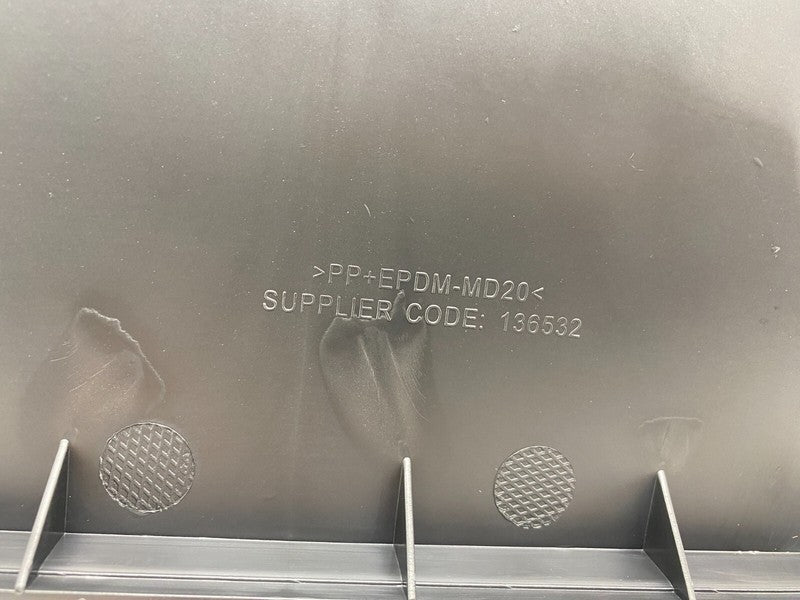 >PP+EPDM-MD20<
SUPPLIER CODE: 136532